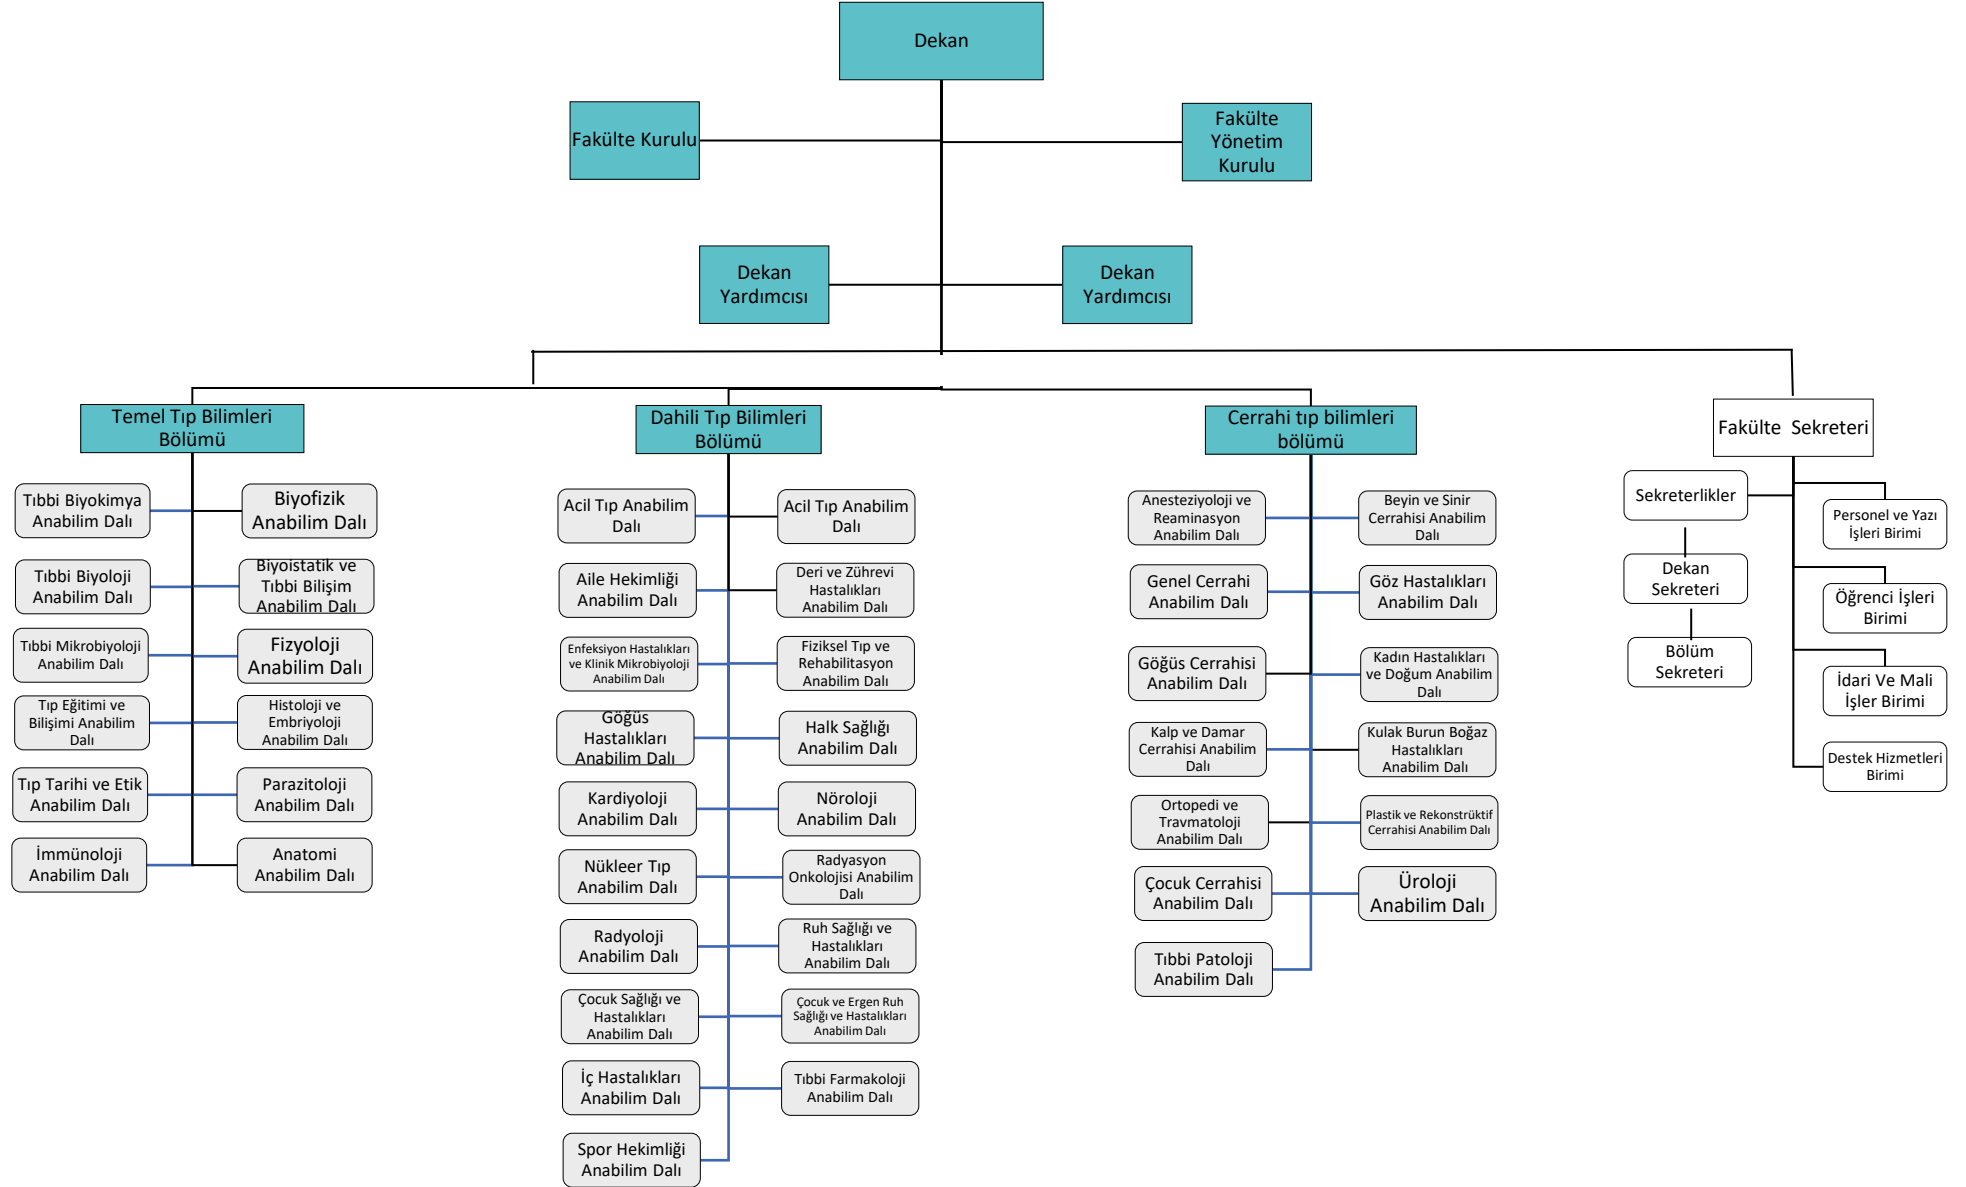 Dekan
Fakülte Kurulu
Fakülte
Yönetim
Kurulu
Dekan
Yardımcısı
Dekan
Yardımcısı
Temel Tıp Bilimleri
Bölümü
Tıbbi Biyokimya
Anabilim Dalı
Biyofizik
Anabilim Dalı
Tıbbi Biyoloji
Anabilim Dalı
Biyoistatik ve
Tıbbi Bilişim
Anabilim Dalı
Tıbbi Mikrobiyoloji
Anabilim Dalı
Fizyoloji
Anabilim Dalı
Tıp Eğitimi ve
Bilişimi Anabilim
Dalı
Histoloji ve
Embriyoloji
Anabilim Dalı
Tıp Tarihi ve Etik
Anabilim Dalı
Parazitoloji
Anabilim Dalı
İmmünoloji
Anabilim Dalı
Anatomi
Anabilim Dalı
Dahili Tıp Bilimleri
Bölümü
Acil Tıp Anabilim
Dalı
Acil Tıp Anabilim
Dalı
Aile Hekimliği
Anabilim Dalı
Deri ve Zührevi
Hastalıkları
Anabilim Dalı
Enfeksiyon Hastalıkları
ve Klinik Mikrobiyoloji
Anabilim Dalı
Fiziksel Tıp ve
Rehabilitasyon
Anabilim Dalı
Göğüs
Hastalıkları
Anabilim Dalı
Halk Sağlığı
Anabilim Dalı
Kardiyoloji
Anabilim Dalı
Nöroloji
Anabilim Dalı
Nükleer Tıp
Anabilim Dalı
Radyasyon
Onkolojisi Anabilim
Dalı
Radyoloji
Anabilim Dalı
Ruh Sağlığı ve
Hastalıkları
Anabilim Dalı
Çocuk Sağlığı ve
Hastalıkları
Anabilim Dalı
Çocuk ve Ergen Ruh
Sağlığı ve Hastalıkları
Anabilim Dalı
İç Hastalıkları
Anabilim Dalı
Tıbbi Farmakoloji
Anabilim Dalı
Spor Hekimliği
Anabilim Dalı
Cerrahi tıp bilimleri
bölümü
Anesteziyoloji ve
Reaminasyon
Anabilim Dalı
Beyin ve Sinir
Cerrahisi Anabilim
Dalı
Genel Cerrahi
Anabilim Dalı
Göz Hastalıkları
Anabilim Dalı
Göğüs Cerrahisi
Anabilim Dalı
Kadın Hastalıkları
ve Doğum Anabilim
Dalı
Kalp ve Damar
Cerrahisi Anabilim
Dalı
Kulak Burun Boğaz
Hastalıkları
Anabilim Dalı
Ortopedi ve
Travmatoloji
Anabilim Dalı
Plastik ve Rekonstrüktif
Cerrahisi Anabilim Dalı
Çocuk Cerrahisi
Anabilim Dalı
Üroloji
Anabilim Dalı
Tıbbi Patoloji
Anabilim Dalı
Fakülte Sekreteri
Sekreterlikler
Dekan
Sekreteri
Bölüm
Sekreteri
Personel ve Yazı
İşleri Birimi
Öğrenci İşleri
Birimi
İdari Ve Mali
İşler Birimi
Destek Hizmetleri
Birimi